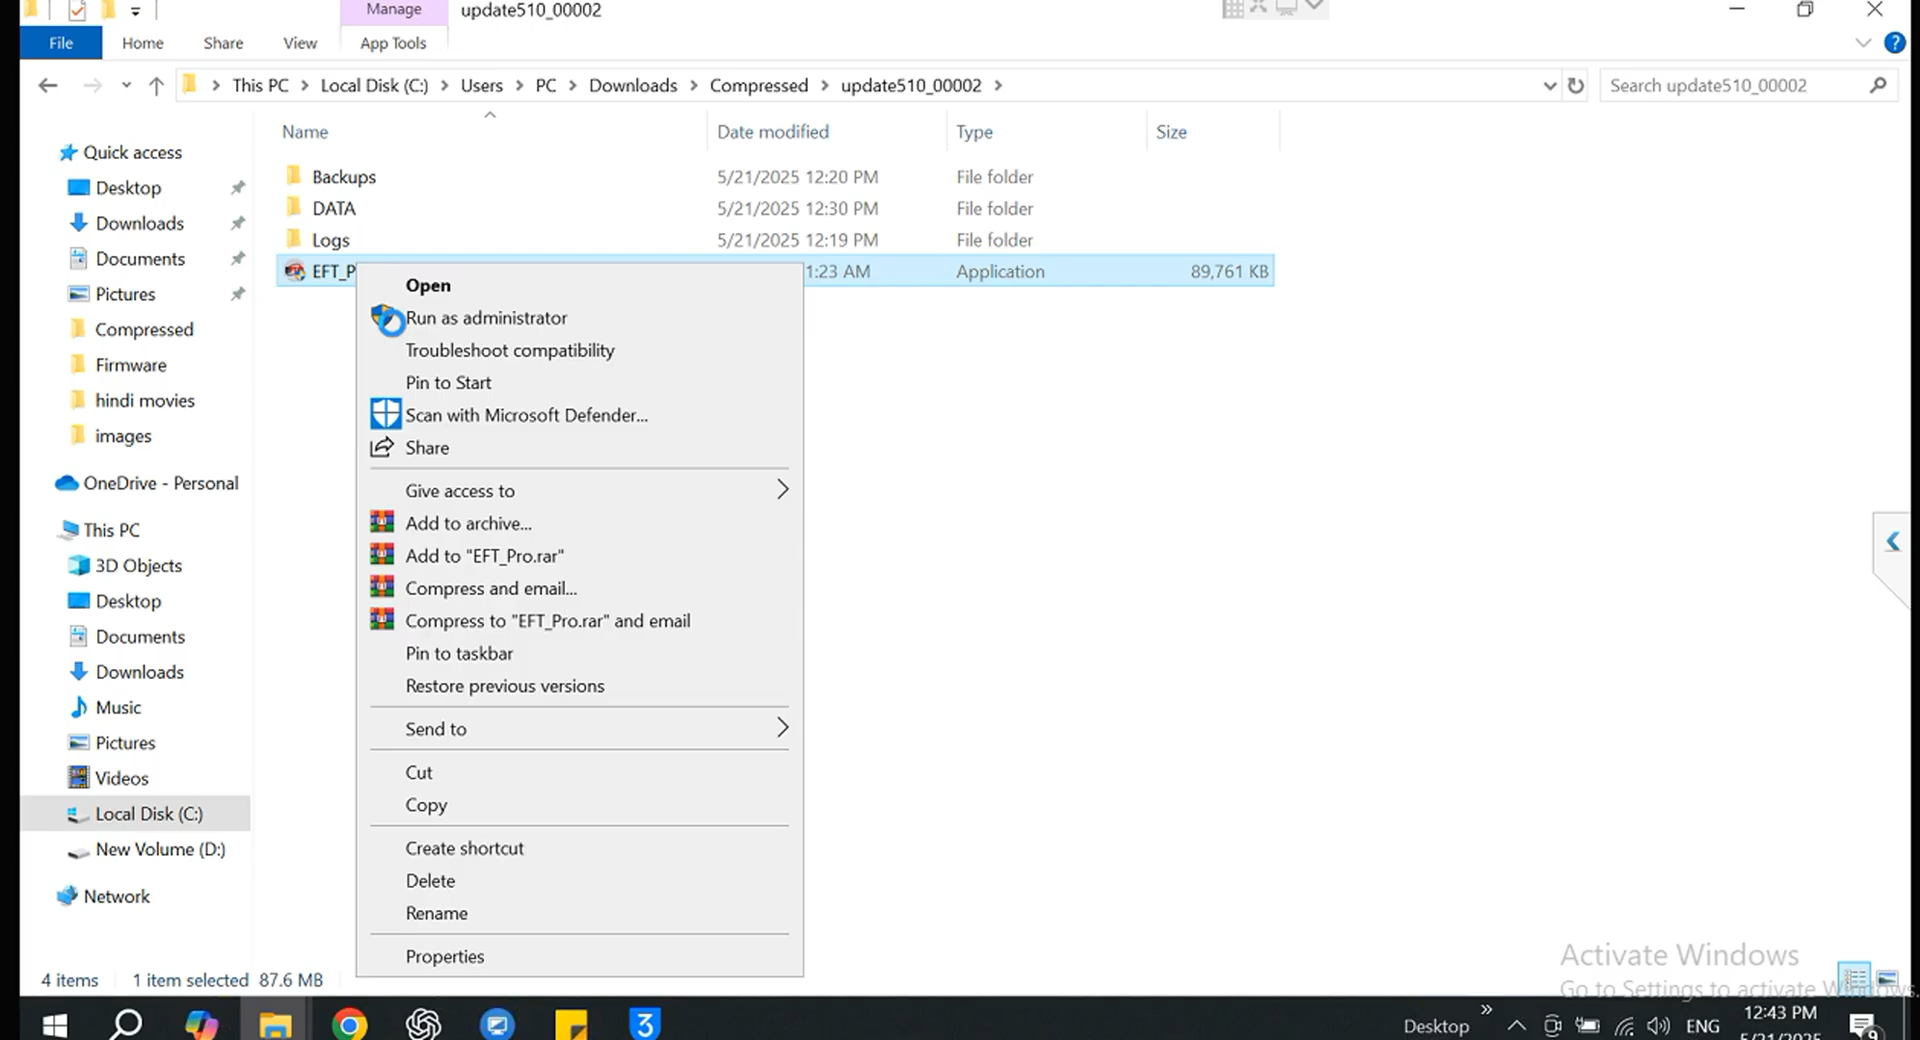 Manage
update510_00002
File
Home
Share
View
App Tools
?
This PC
Local Disk (C:)
Users
PC
Downloads
Compressed
update510_00002
Search update510_00002
Name
Date modified
Type
Size
Backups
5/21/2025 12:20 PM
File folder
DATA
5/21/2025 12:30 PM
File folder
Logs
5/21/2025 12:19 PM
File folder
EFT_P
1:23 AM
Application
89,761 KB
Quick access
Desktop
Downloads
Documents
Pictures
Compressed
Firmware
hindi movies
images
OneDrive - Personal
This PC
3D Objects
Desktop
Documents
Downloads
Music
Pictures
Videos
Local Disk (C:)
New Volume (D:)
Network
Open
Run as administrator
Troubleshoot compatibility
Pin to Start
Scan with Microsoft Defender...
Share
Give access to
Add to archive...
Add to "EFT_Pro.rar"
Compress and email...
Compress to "EFT_Pro.rar" and email
Pin to taskbar
Restore previous versions
Send to
Cut
Copy
Create shortcut
Delete
Rename
Properties
4 items
1 item selected 87.6 MB
Activate Windows
Go to Settings to activate Windows.
3
Desktop
ENG
12:43 PM
5/21/2025
9